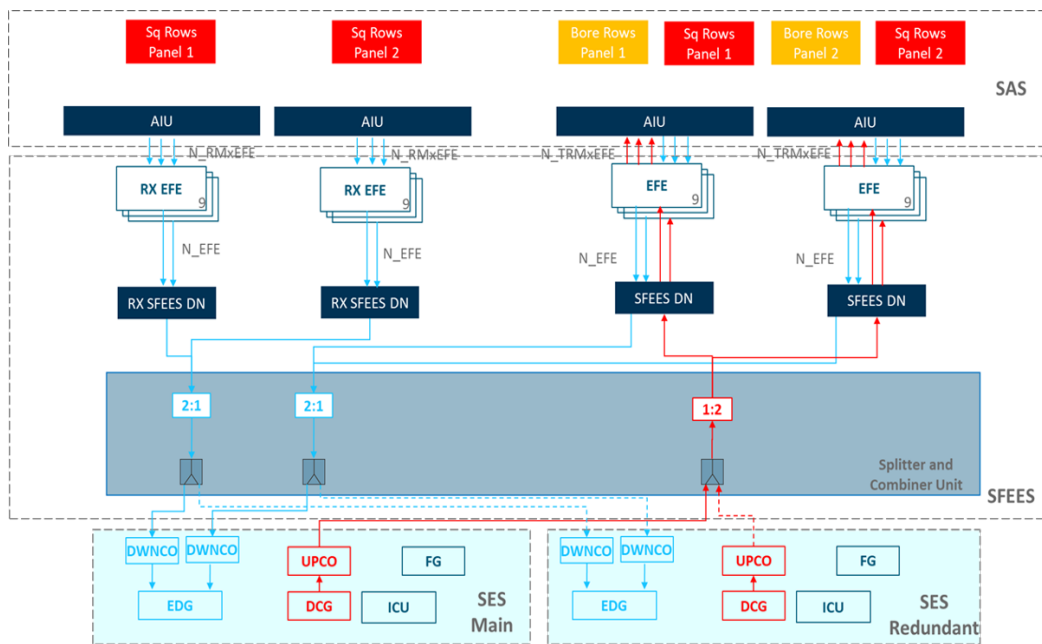 Sq Rows
Panel 1
Sq Rows
Panel 2
Bore Rows
Panel 1
Sq Rows
Panel 1
Bore Rows
Panel 2
Sq Rows
Panel 2
SAS
AIU
AIU
AIU
AIU
N_RMxEFE
N_RMxEFE
N_TRMxEFE
N_TRMxEFE
RX EFE
9
RX EFE
9
EFE
9
EFE
9
N_EFE
N_EFE
N_EFE
N_EFE
RX SFEES DN
RX SFEES DN
SFEES DN
SFEES DN
2:1
2:1
1:2
Splitter and
Combiner Unit
SFEES
DWNCO
DWNCO
UPCO
FG
EDG
DCG
ICU
SES
Main
DWNCO
DWNCO
UPCO
FG
EDG
DCG
ICU
SES
Redundant